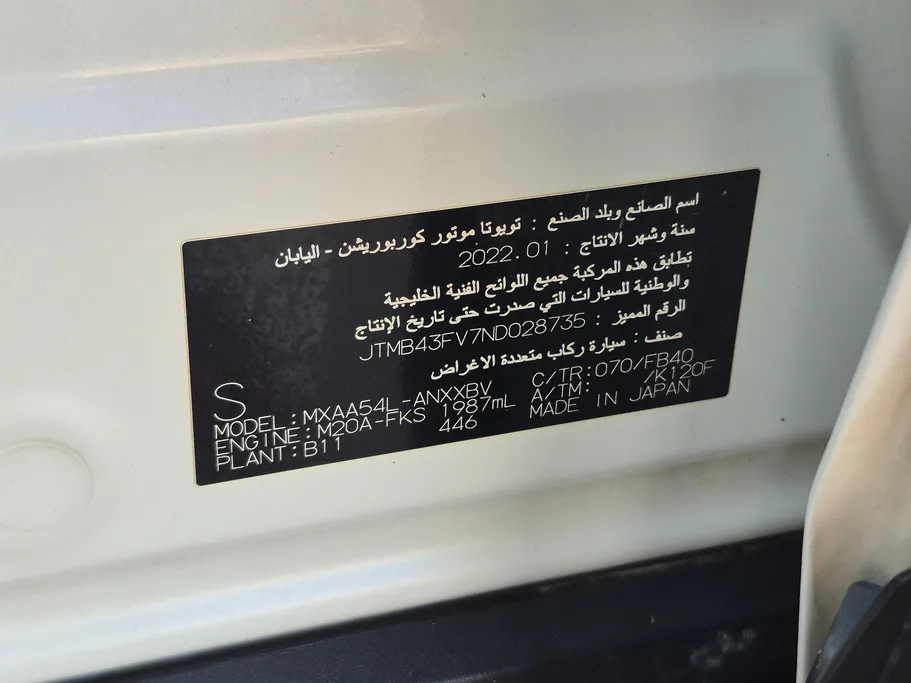 اسم الصانع وبلد الصنع : تويوتا موتور كوربوريشن - اليابان
سنة وشهر الانتاج : 2022.01
تطابق هذه المركبة جميع اللوائح الفنية الخليجية
والوطنية للسيارات التي صدرت حتى تاريخ الإنتاج
الرقم المميز : JTMB43FV7ND028735
صنف : سيارة ركاب متعددة الاغراض
S
MODEL:MXAA54L-ANXXBV C/TR:070/FB40
ENGINE:M20A-FKS 1987mL A/TM: /K120F
PLANT:B11 446 MADE IN JAPAN